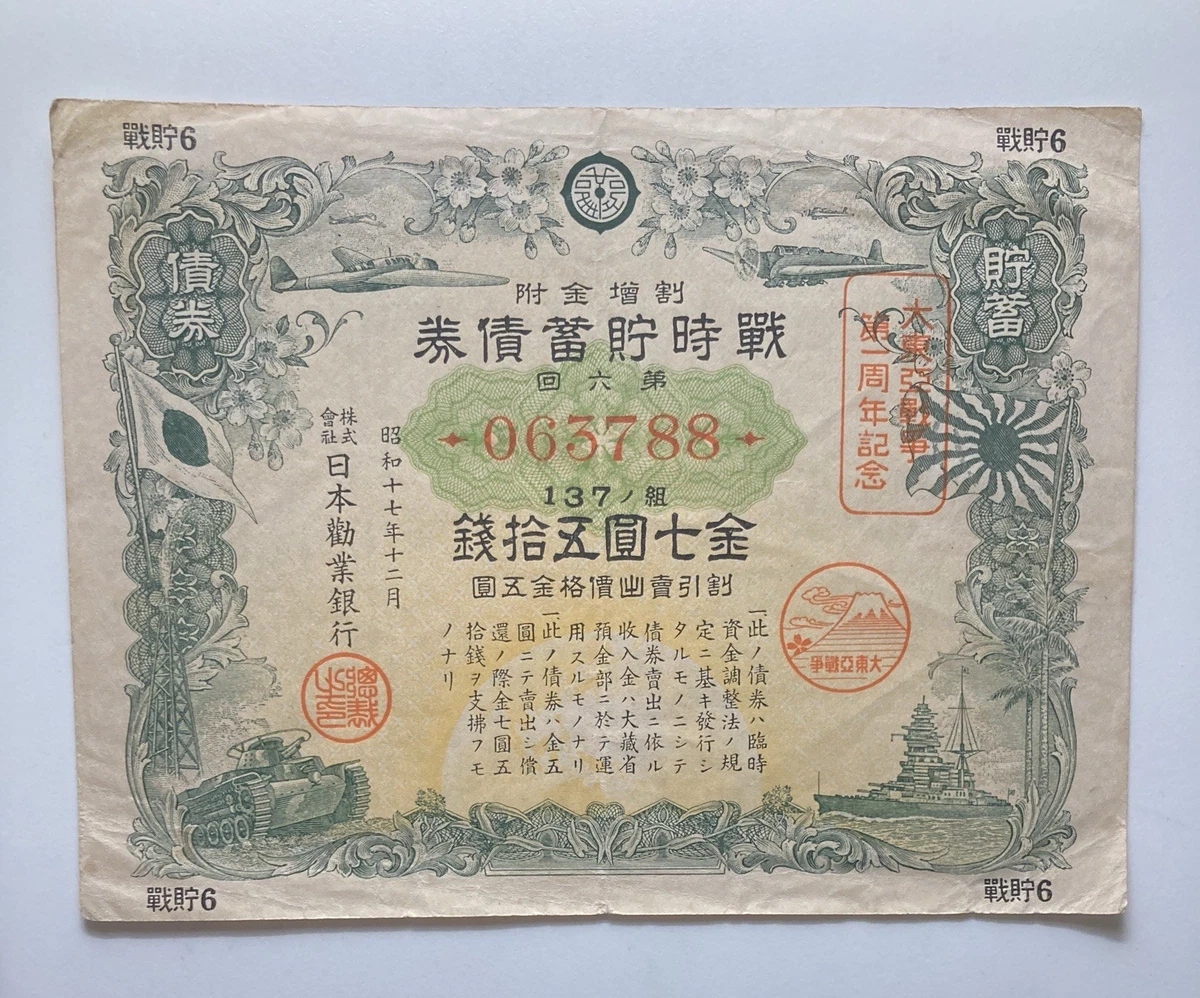 戰貯6
戰貯6
貯蓄
債券
割增金附
戰時貯蓄債券
第六回
063788
137ノ組
金七圓五拾錢
割引賣出價格金五圓
大東亞戰爭
第一周年記念
大東亞戰爭
一、此ノ債券ハ臨時
資金調整法ノ規
定ニ基キ發行シ
タルモノニシテ
債券賣出ニ依ル
收入金ハ大藏省
預金部ニ於テ運
用スルモノナリ
一、此ノ債券ハ金五
圓ニテ賣出シ償
還ノ際金七圓五
拾錢ヲ支拂フモ
ノナリ
昭和十七年十二月
株式會社日本勸業銀行
總裁之印
戰貯6
戰貯6